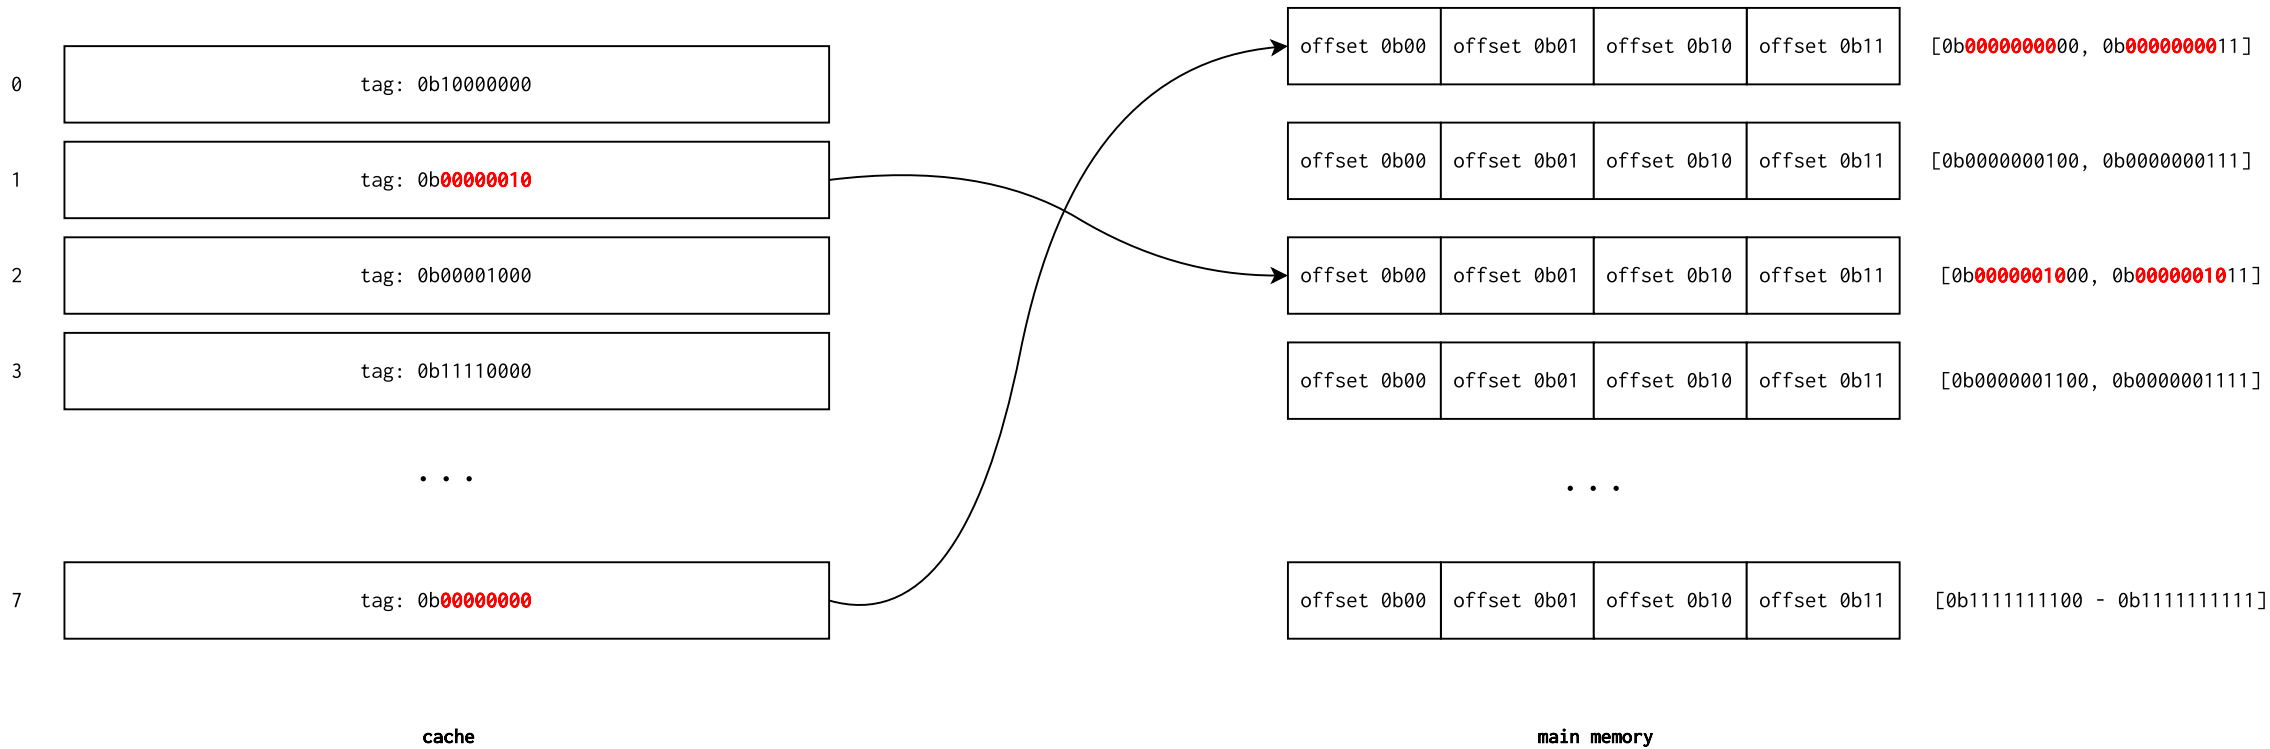 offset 0b00 offset 0b01 offset 0b10 offset 0b11 [0b0000000000, 0b0000000011]
0 tag: 0b10000000
offset 0b00 offset 0b01 offset 0b10 offset 0b11 [0b0000000100, 0b0000000111]
1 tag: 0b00000010
2 tag: 0b00001000 offset 0b00 offset 0b01 offset 0b10 offset 0b11 [0b0000001000, 0b0000001011]
3 tag: 0b11110000 offset 0b00 offset 0b01 offset 0b10 offset 0b11 [0b0000001100, 0b0000001111]
... ...
7 tag: 0b00000000 offset 0b00 offset 0b01 offset 0b10 offset 0b11 [0b1111111100 - 0b1111111111]
cache main memory